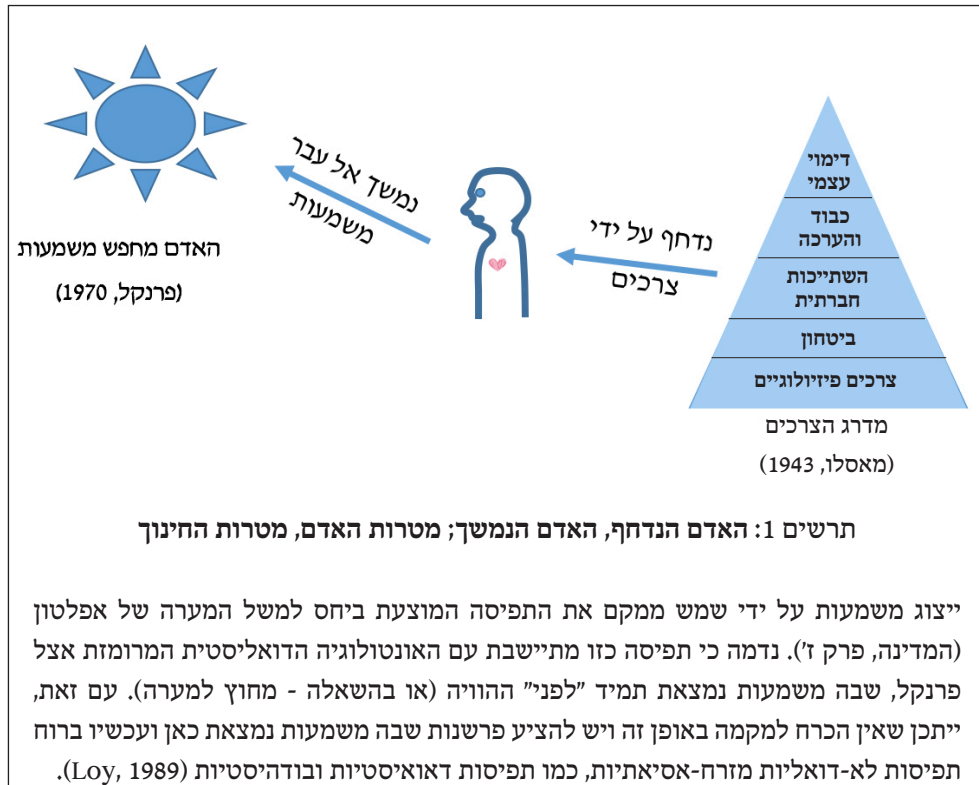 דימוי
עצמי
כבוד
והערכה
השתייכות
חברתית
ביטחון
צרכים פיזיולוגיים
מדרג הצרכים
(מאסלו, 1943)
נדחף על ידי
צרכים
נמשך אל עבר
משמעות
האדם מחפש משמעות
(פרנקל, 1970)
תרשים 1: האדם הנדחף, האדם הנמשך; מטרות האדם, מטרות החינוך
ייצוג משמעות על ידי שמש ממקם את התפיסה המוצעת ביחס למשל המערה של אפלטון
(המדינה, פרק ז'). נדמה כי תפיסה כזו מתיישבת עם האונטולוגיה הדואליסטית המרומזת אצל
פרנקל, שבה משמעות נמצאת תמיד "לפני" ההוויה (או בהשאלה - מחוץ למערה). עם זאת,
ייתכן שאין הכרח למקמה באופן זה ויש להציע פרשנות שבה משמעות נמצאת כאן ועכשיו ברוח
תפיסות לא-דואליות מזרח-אסיאתיות, כמו תפיסות דאואיסטיות ובודהיסטיות (Loy, 1989).